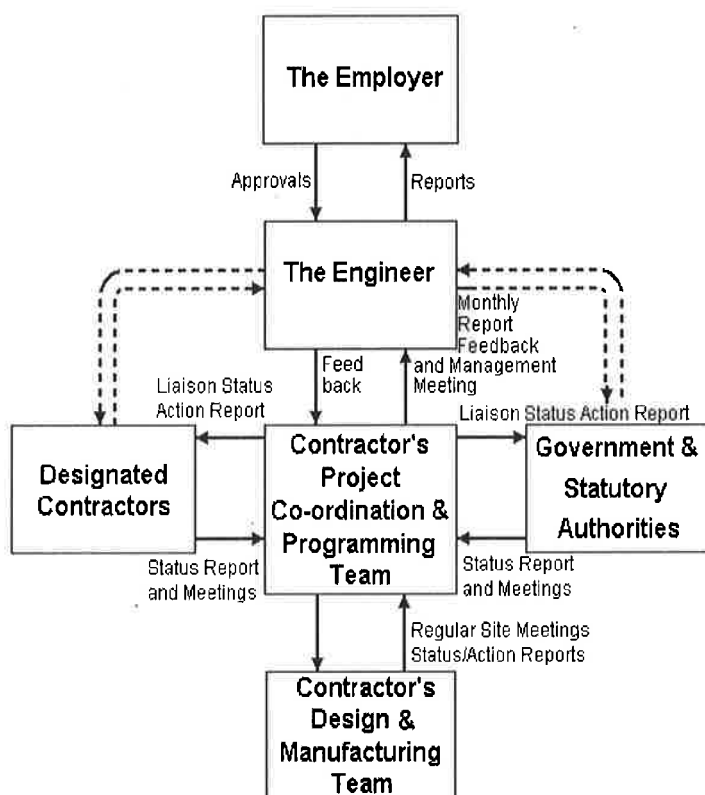 The Employer
Approvals
Reports
The Engineer
Monthly
Report
Feedback
and Management
Meeting
Feed
back
Liaison Status
Action Report
Liaison Status Action Report
Designated
Contractors
Contractor's
Project
Co-ordination &
Programming
Team
Government &
Statutory
Authorities
Status Report
and Meetings
Status Report
and Meetings
Regular Site Meetings
Status/Action Reports
Contractor's
Design &
Manufacturing
Team